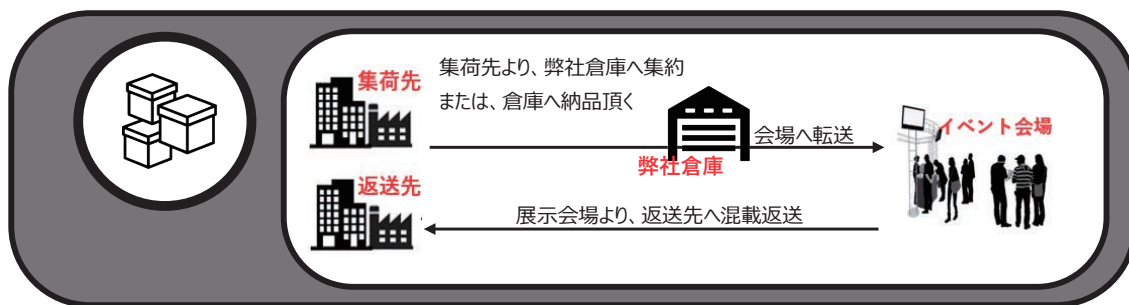 集荷先
集荷先より、弊社倉庫へ集約
または、倉庫へ納品頂く
弊社倉庫
会場へ転送
イベント会場
返送先
展示会場より、返送先へ混載返送